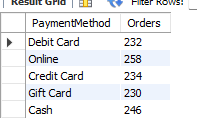 Result Grid Filter Rows:
PaymentMethod Orders
Debit Card 232
Online 258
Credit Card 234
Gift Card 230
Cash 246